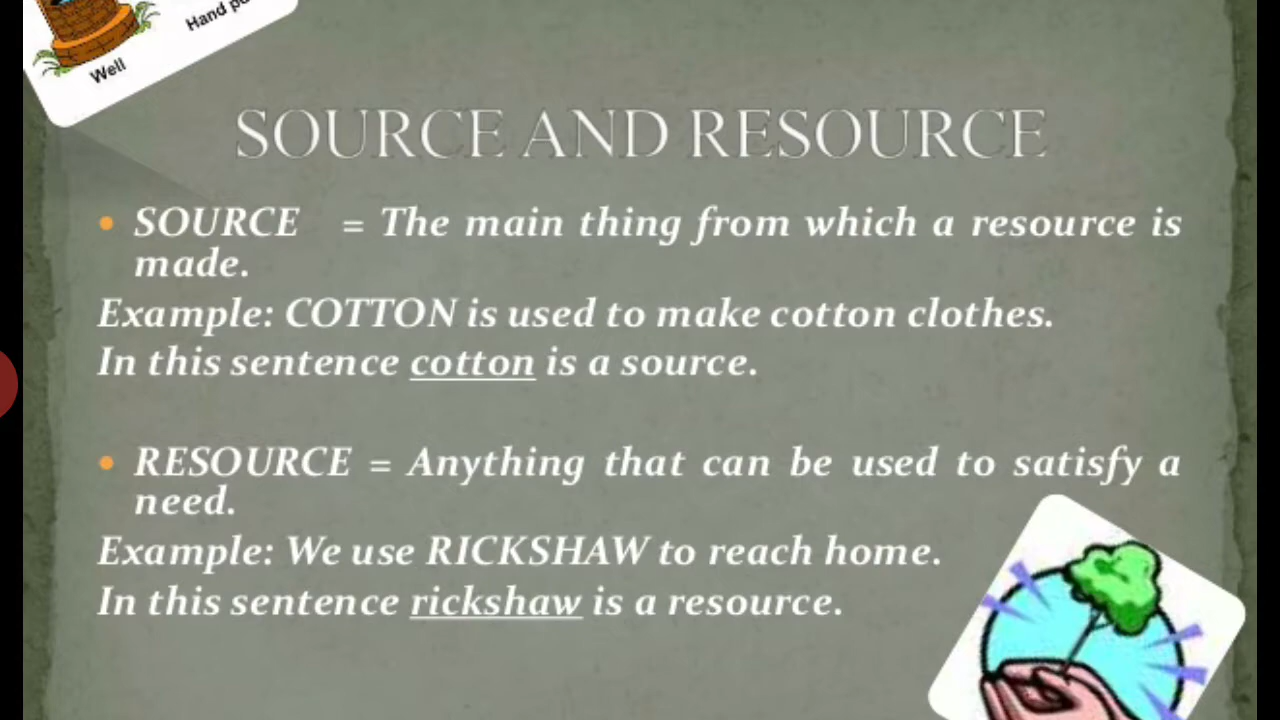 Hand
Well
SOURCE AND RESOURCE
• SOURCE = The main thing from which a resource is
made.
Example: COTTON is used to make cotton clothes.
In this sentence cotton is a source.
• RESOURCE = Anything that can be used to satisfy a
need.
Example: We use RICKSHAW to reach home.
In this sentence rickshaw is a resource.